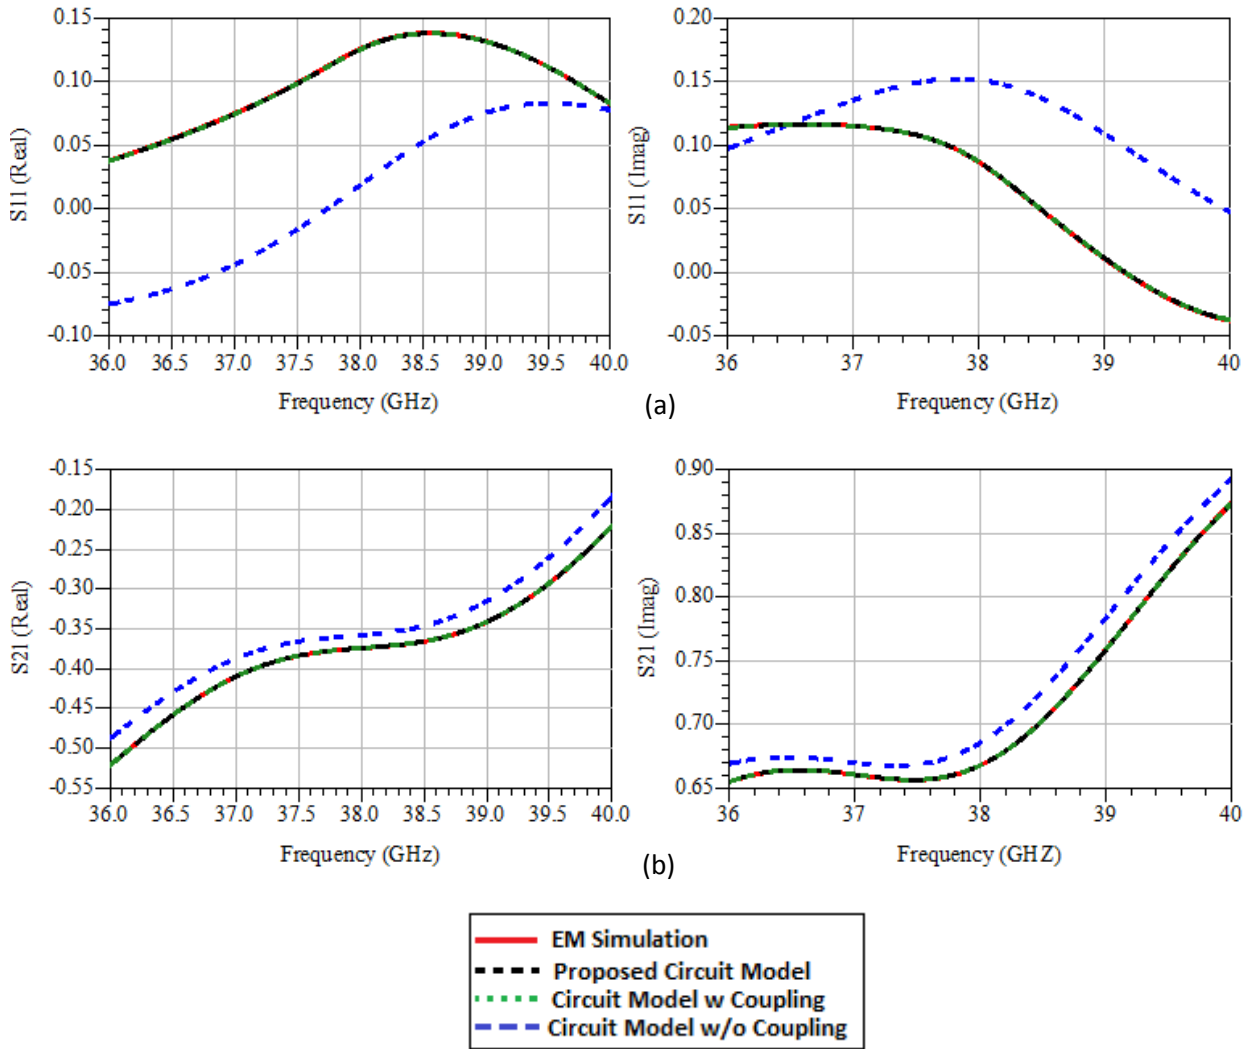 0.15
0.10
0.05
0.00
-0.05
-0.10
S11 (Real)
36.0 36.5 37.0 37.5 38.0 38.5 39.0 39.5 40.0
Frequency (GHz)
0.20
0.15
0.10
0.05
0.00
-0.05
S11 (Imag)
36 37 38 39 40
Frequency (GHz)
(a)
-0.15
-0.20
-0.25
-0.30
-0.35
-0.40
-0.45
-0.50
-0.55
S21 (Real)
36.0 36.5 37.0 37.5 38.0 38.5 39.0 39.5 40.0
Frequency (GHz)
0.90
0.85
0.80
0.75
0.70
0.65
S21 (Imag)
36 37 38 39 40
Frequency (GHZ)
(b)
EM Simulation
Proposed Circuit Model
Circuit Model w Coupling
Circuit Model w/o Coupling